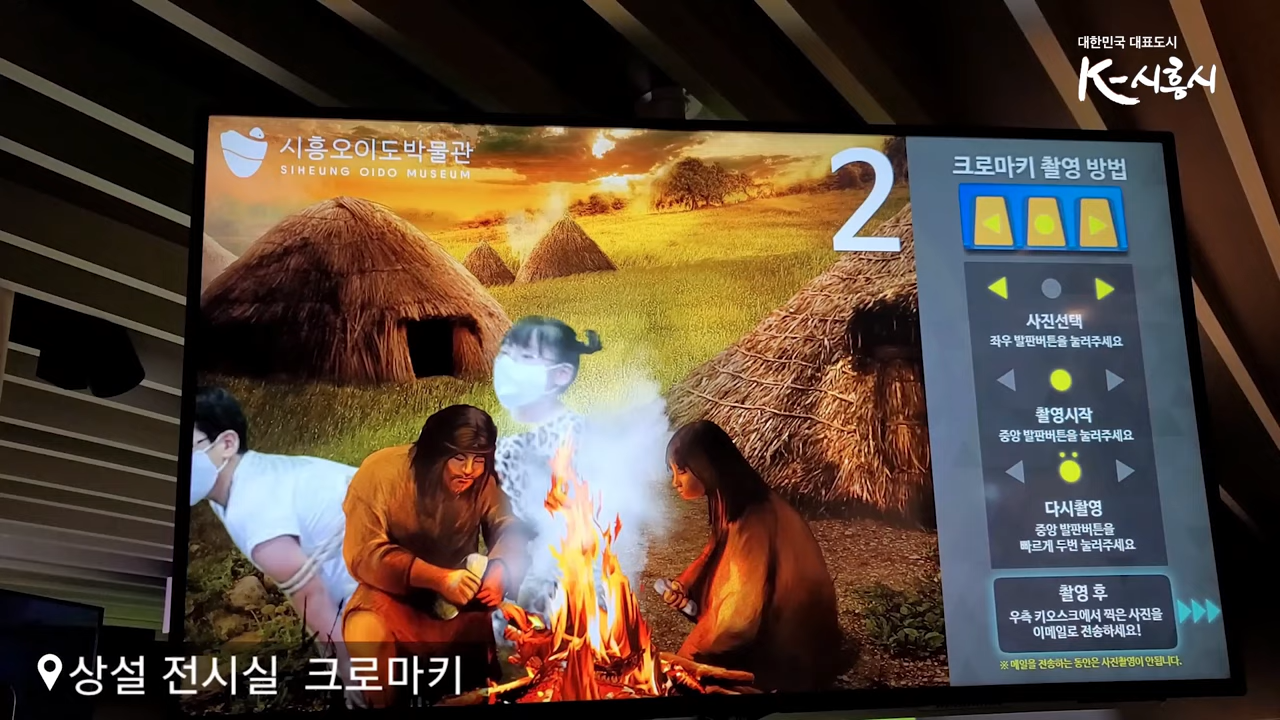 대한민국 대표도시
K-시흥시
시흥오이도박물관
SIHEUNG OIDO MUSEUM
2
크로마키 촬영 방법
사진선택
좌우 발판버튼을 눌러주세요
촬영시작
중앙 발판버튼을 눌러주세요
다시촬영
중앙 발판버튼을
빠르게 두번 눌러주세요
촬영 후
우측 키오스크에서 찍은 사진을
이메일로 전송하세요!
※ 메일을 전송하는 동안은 사진촬영이 안됩니다.
상설 전시실 크로마키